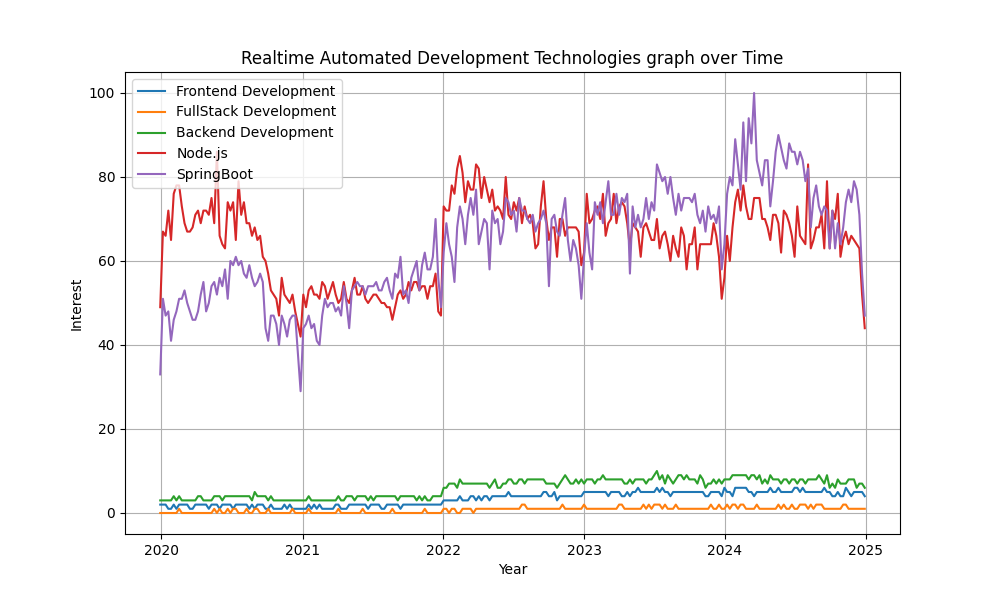 Realtime Automated Development Technologies graph over Time
Frontend Development
FullStack Development
Backend Development
Node.js
SpringBoot
100
80
60
40
20
0
Interest
2020
2021
2022
2023
2024
2025
Year